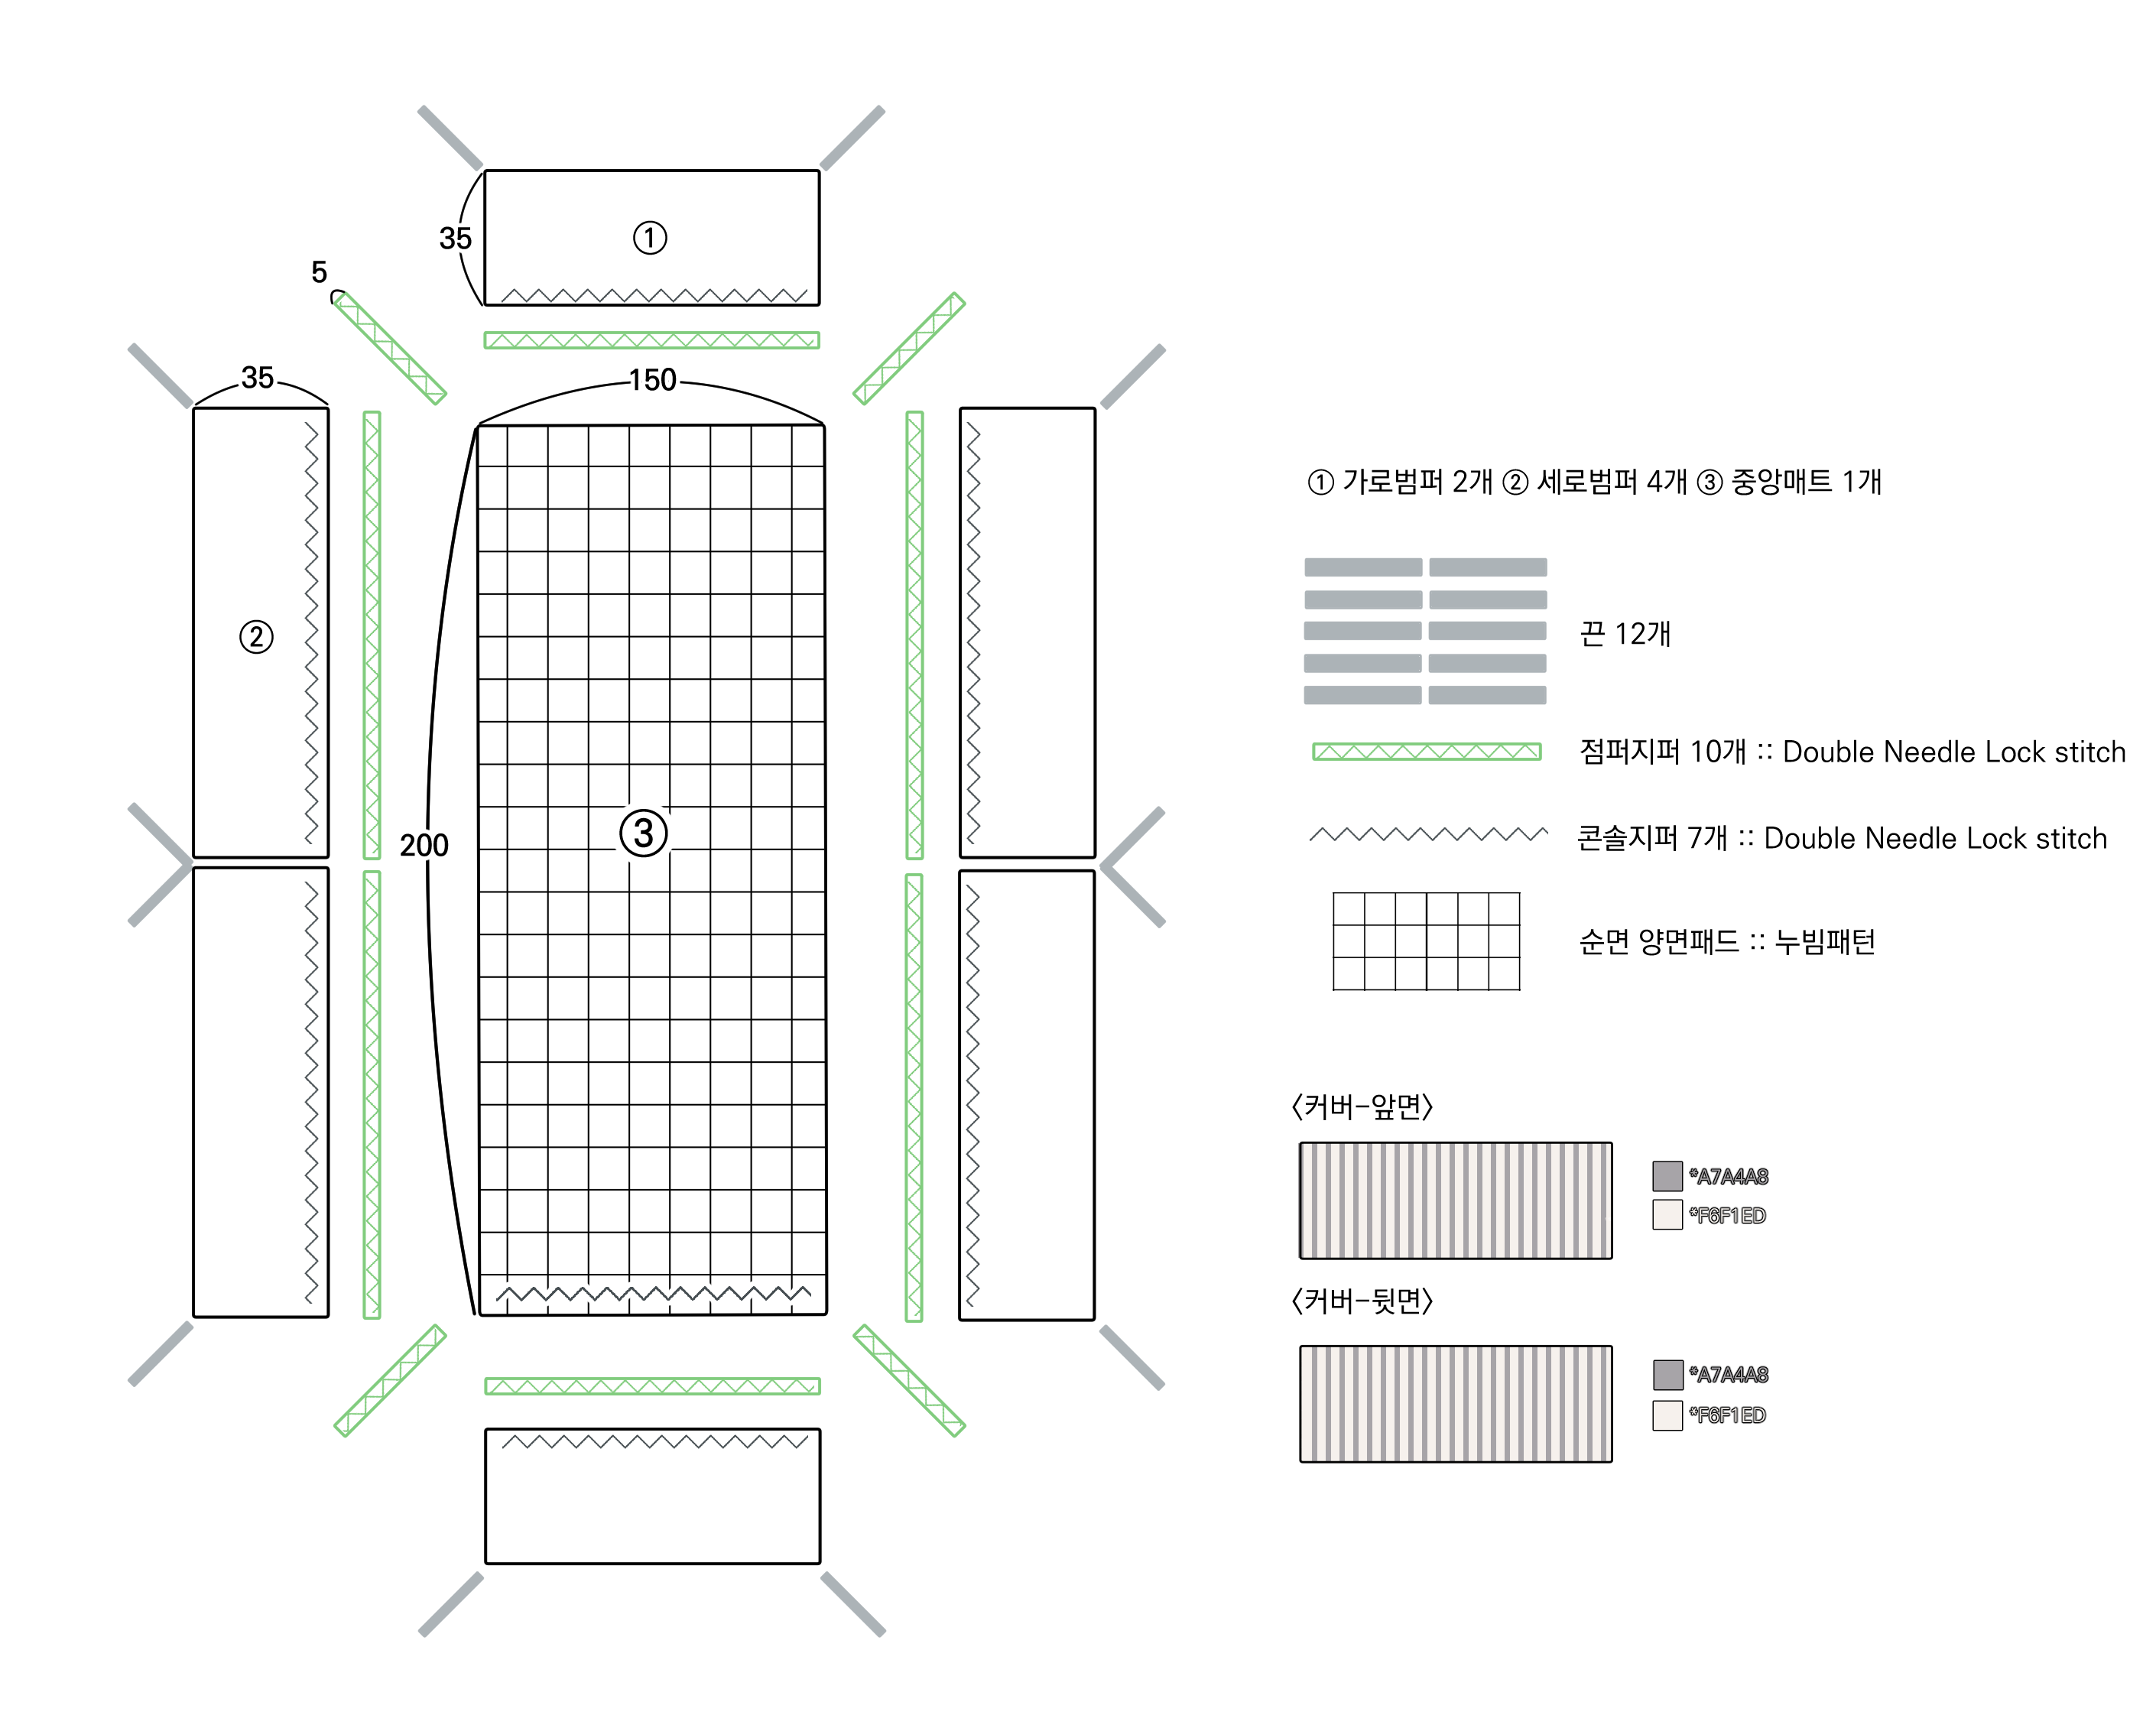 35
①
5
35
150
②
200
③
① 가로범퍼 2개 ② 세로범퍼 4개 ③ 중앙매트 1개
끈 12개
점퍼지퍼 10개 :: Double Needle Lock stitch
콘솔지퍼 7개 :: Double Needle Lock stitch
순면 양면패드 :: 누빔패턴
<커버-앞면>
*A7A4A8
*F6F1ED
<커버-뒷면>
*A7A4A8
*F6F1ED